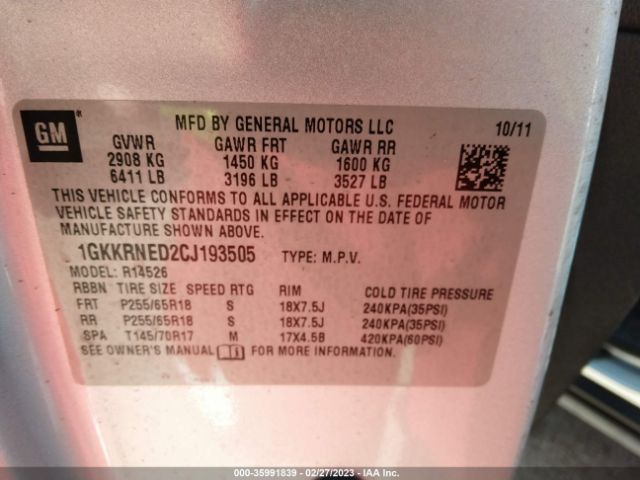 GM ®
MFD BY GENERAL MOTORS LLC 10/11
GVWR GAWR FRT GAWR RR
2908 KG 1450 KG 1600 KG
6411 LB 3196 LB 3527 LB
THIS VEHICLE CONFORMS TO ALL APPLICABLE U.S. FEDERAL MOTOR
VEHICLE SAFETY STANDARDS IN EFFECT ON THE DATE OF
MANUFACTURE SHOWN ABOVE.
1GKKRNED2CJ193505 TYPE: M.P.V.
MODEL: R14526
RBBN TIRE SIZE SPEED RTG RIM COLD TIRE PRESSURE
FRT P255/65R18 S 18X7.5J 240KPA(35PSI)
RR P255/65R18 S 18X7.5J 240KPA(35PSI)
SPA T145/70R17 M 17X4.5B 420KPA(60PSI)
SEE OWNER'S MANUAL FOR MORE INFORMATION.
000-35991839 - 02/27/2023 - IAA Inc.